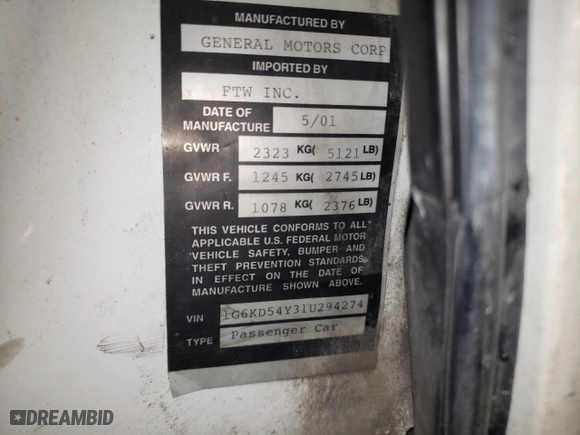 MANUFACTURED BY
GENERAL MOTORS CORP
IMPORTED BY
FTW INC.
DATE OF MANUFACTURE 5/01
GVWR 2323 KG( 5121 LB)
GVWR F. 1245 KG( 2745 LB)
GVWR R. 1078 KG( 2376 LB)
THIS VEHICLE CONFORMS TO ALL
APPLICABLE U.S. FEDERAL MOTOR
VEHICLE SAFETY, BUMPER AND
THEFT PREVENTION STANDARDS
IN EFFECT ON THE DATE OF
MANUFACTURE SHOWN ABOVE.
VIN 1G6KD54Y31U294274
TYPE Passenger Car
DREAMBID